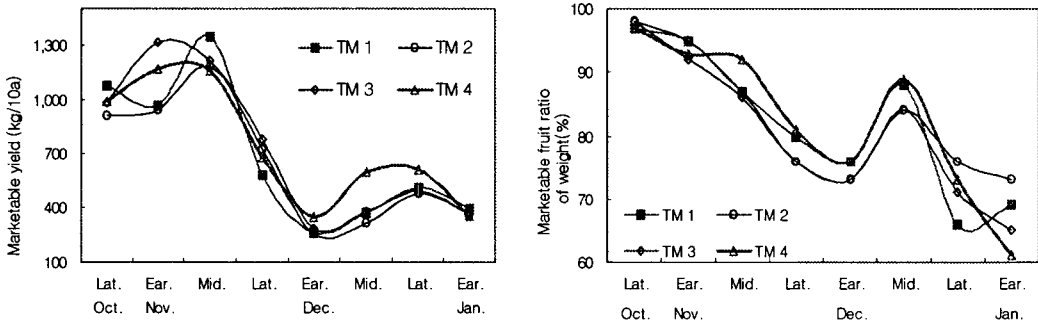 Marketable yield (kg/10a)
1,300
1,000
700
400
100
TM 1 TM 2
TM 3 TM 4
Lat. Ear. Mid. Lat. Ear. Mid. Lat. Ear.
Oct. Nov. Dec. Jan.
Marketable fruit ratio
of weight(%)
100
90
80
70
60
TM 1 TM 2
TM 3 TM 4
Lat. Ear. Mid. Lat. Ear. Mid. Lat. Ear.
Oct. Nov. Dec. Jan.